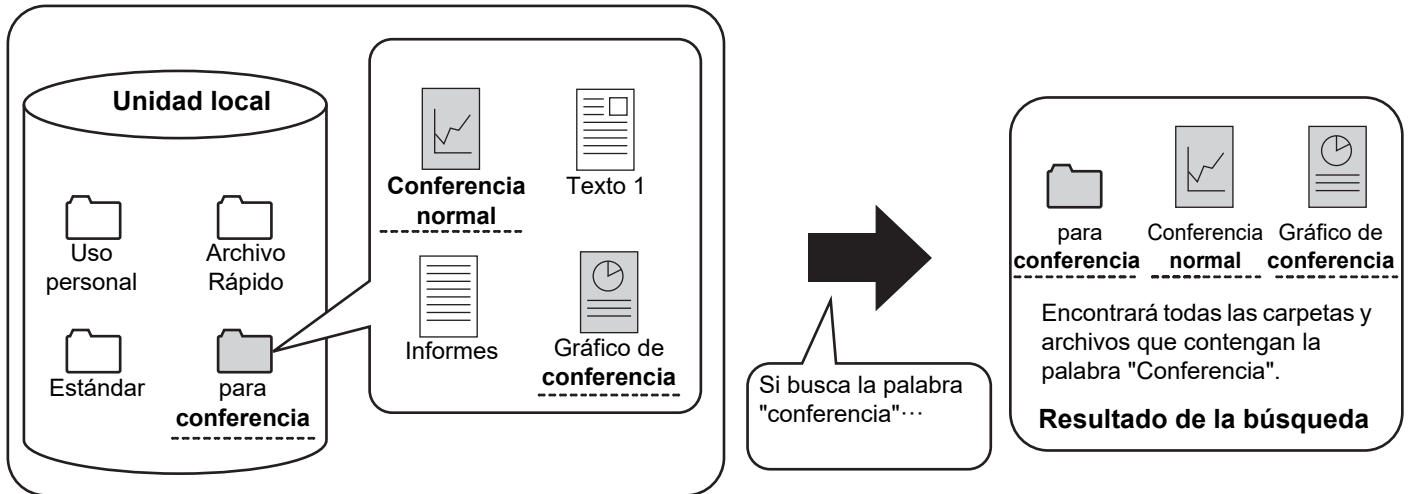 Unidad local
Uso
personal
Archivo
Rápido
Estándar
para
conferencia
Conferencia
normal
Texto 1
Informes
Gráfico de
conferencia
Si busca la palabra
"conferencia"···
para
conferencia
Conferencia
normal
Gráfico de
conferencia
Encontrará todas las carpetas y
archivos que contengan la
palabra "Conferencia".
Resultado de la búsqueda